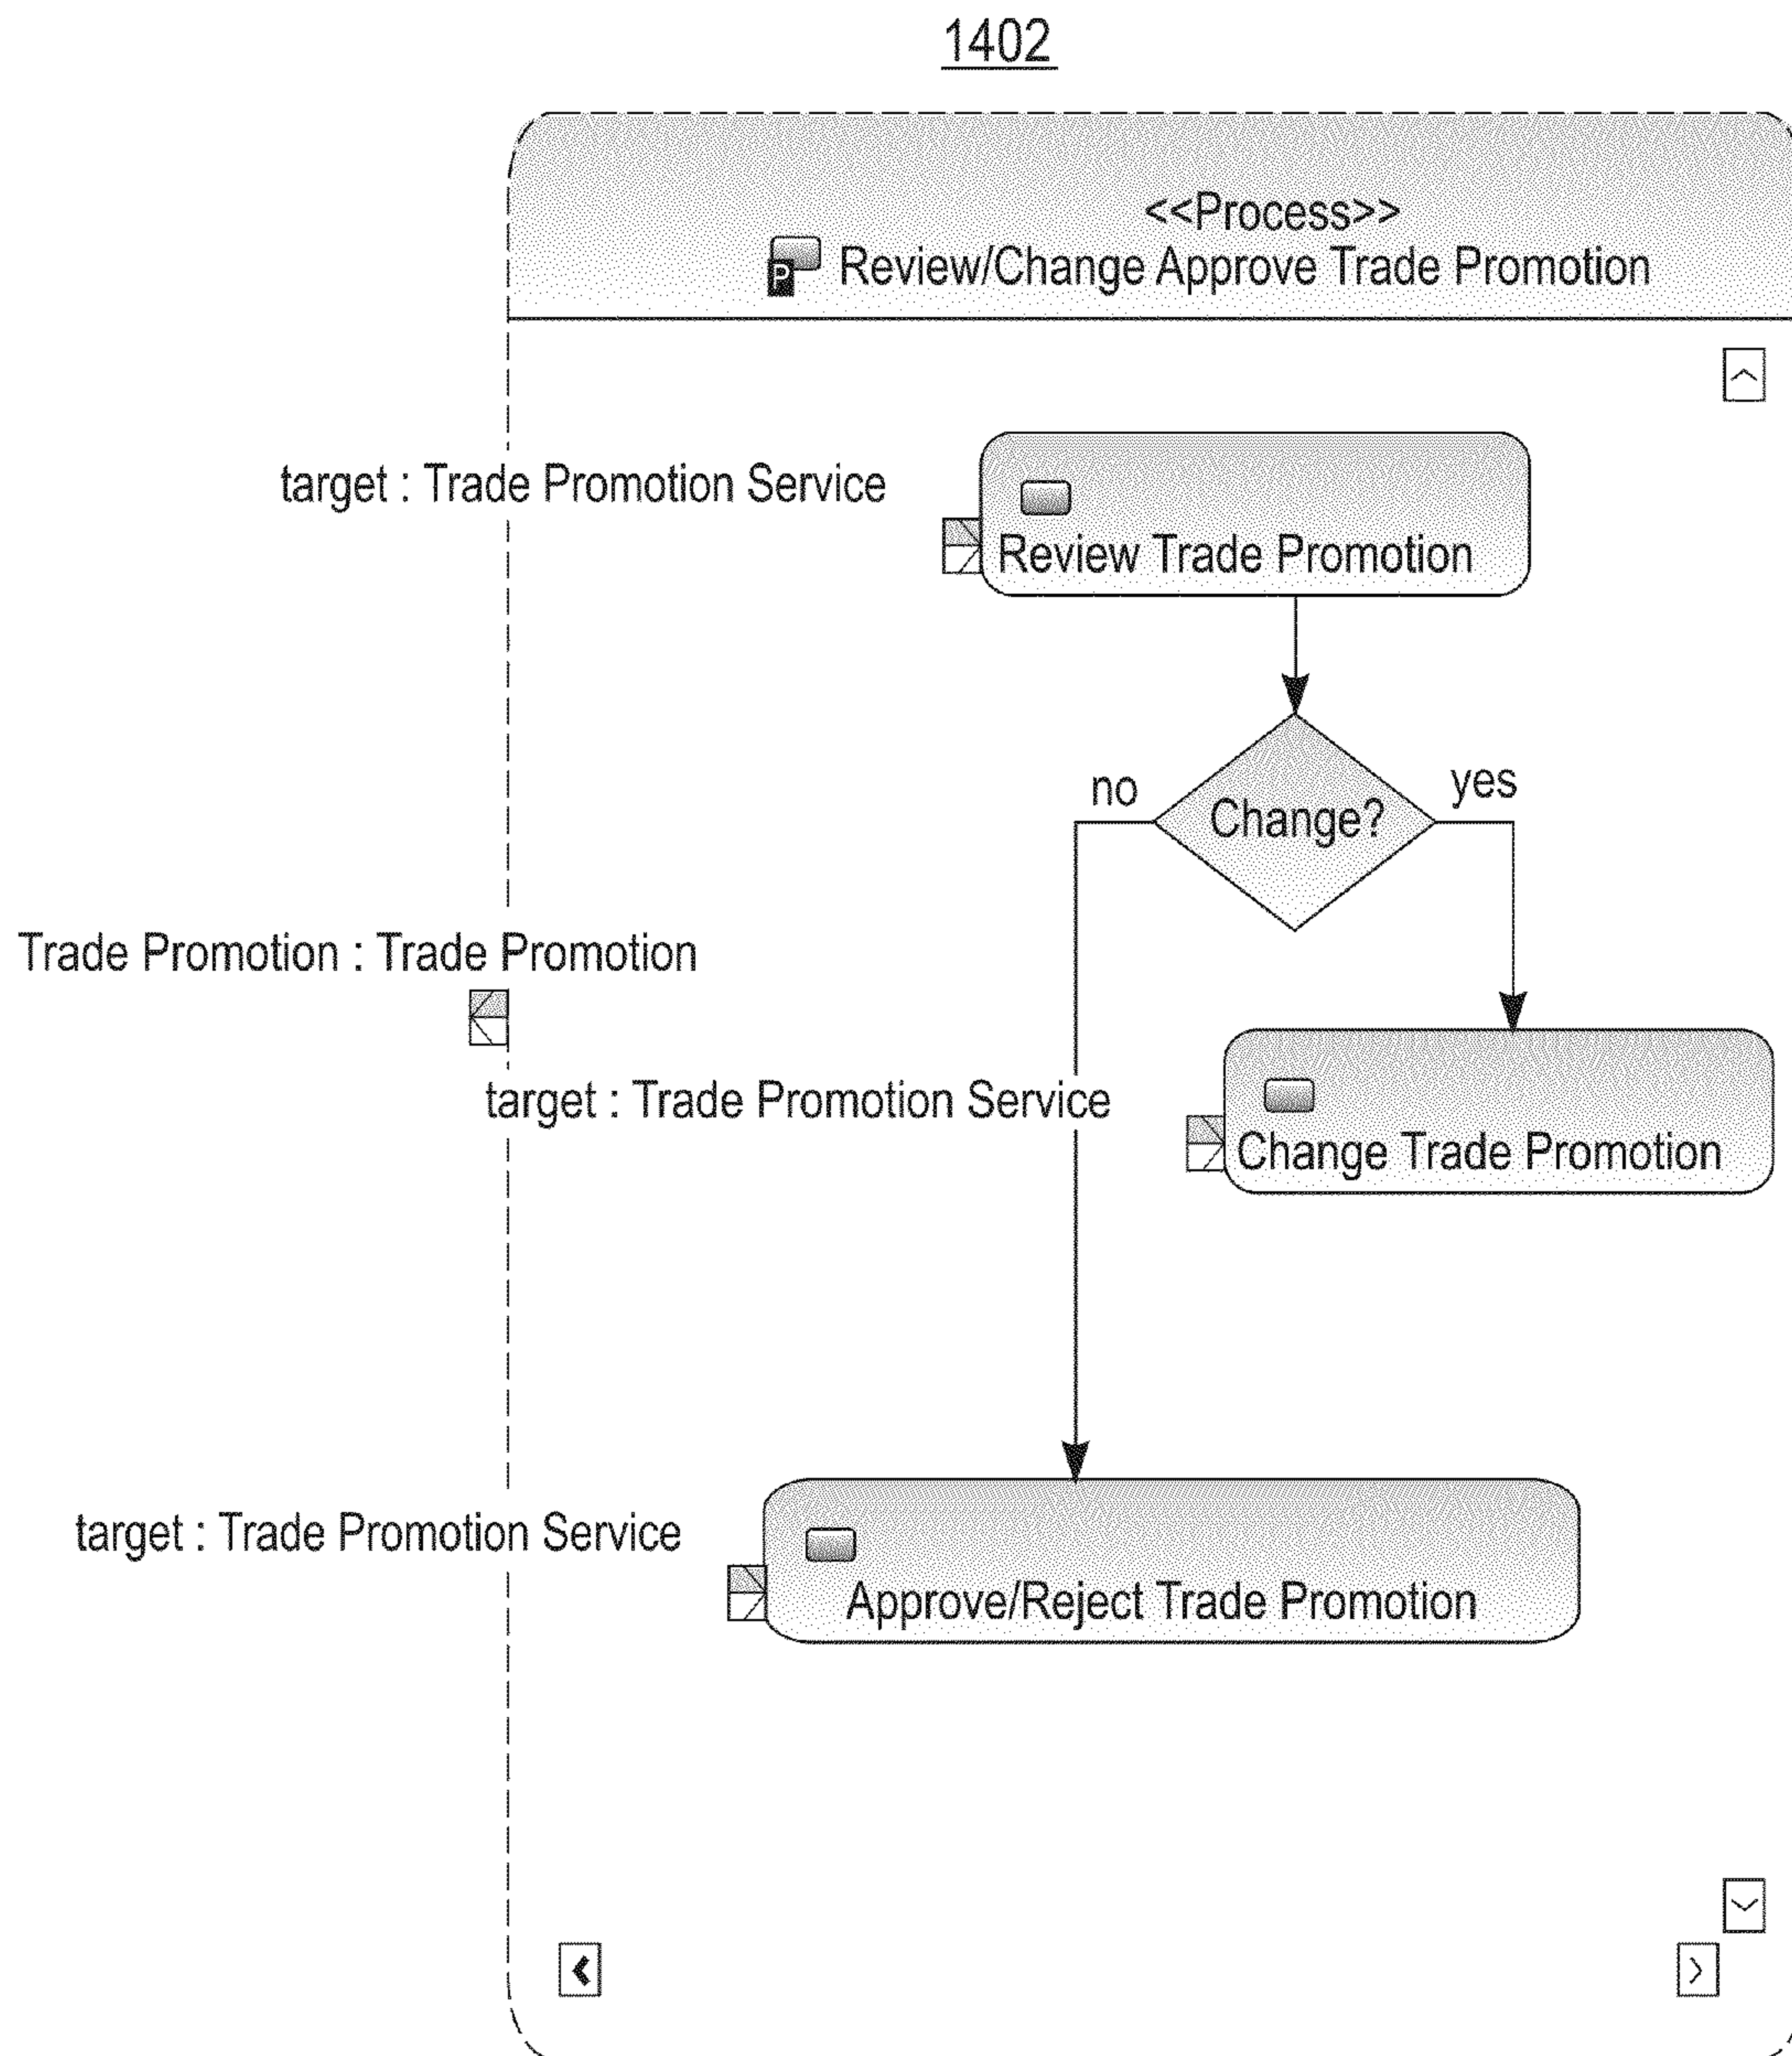 1402
<<Process>>
P Review/Change Approve Trade Promotion
target : Trade Promotion Service
Review Trade Promotion
no
yes
Change?
Trade Promotion : Trade Promotion
target : Trade Promotion Service
Change Trade Promotion
target : Trade Promotion Service
Approve/Reject Trade Promotion